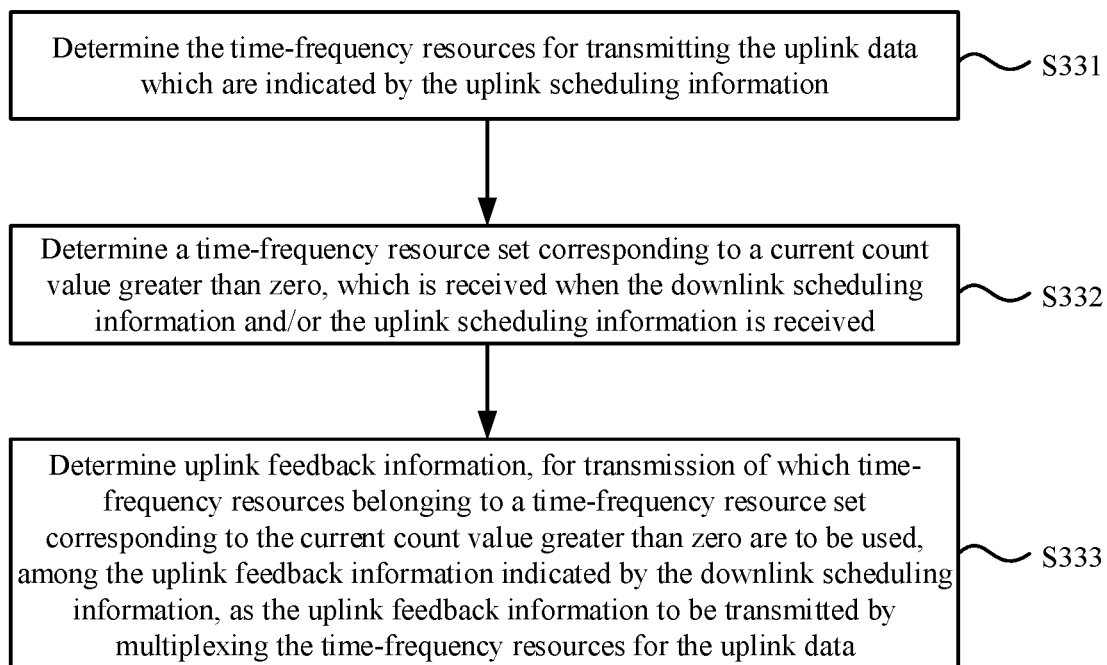 Determine the time-frequency resources for transmitting the uplink data
which are indicated by the uplink scheduling information
S331
Determine a time-frequency resource set corresponding to a current count
value greater than zero, which is received when the downlink scheduling
information and/or the uplink scheduling information is received
S332
Determine uplink feedback information, for transmission of which time-
frequency resources belonging to a time-frequency resource set
corresponding to the current count value greater than zero are to be used,
among the uplink feedback information indicated by the downlink scheduling
information, as the uplink feedback information to be transmitted by
multiplexing the time-frequency resources for the uplink data
S333